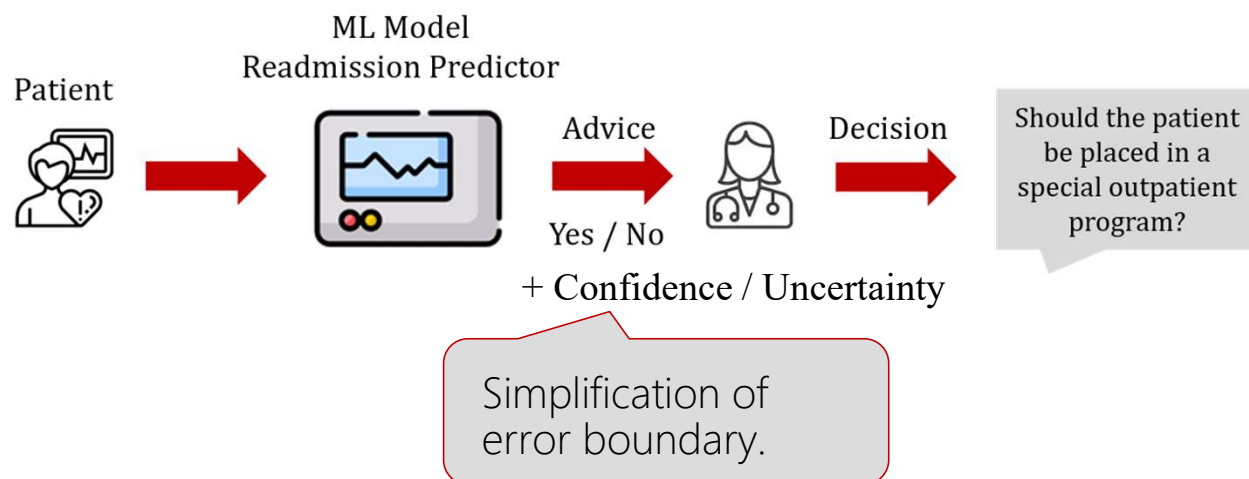 ML Model
Readmission Predictor
Patient
Advice
Yes / No
+ Confidence / Uncertainty
Decision
Should the patient
be placed in a
special outpatient
program?
Simplification of
error boundary.